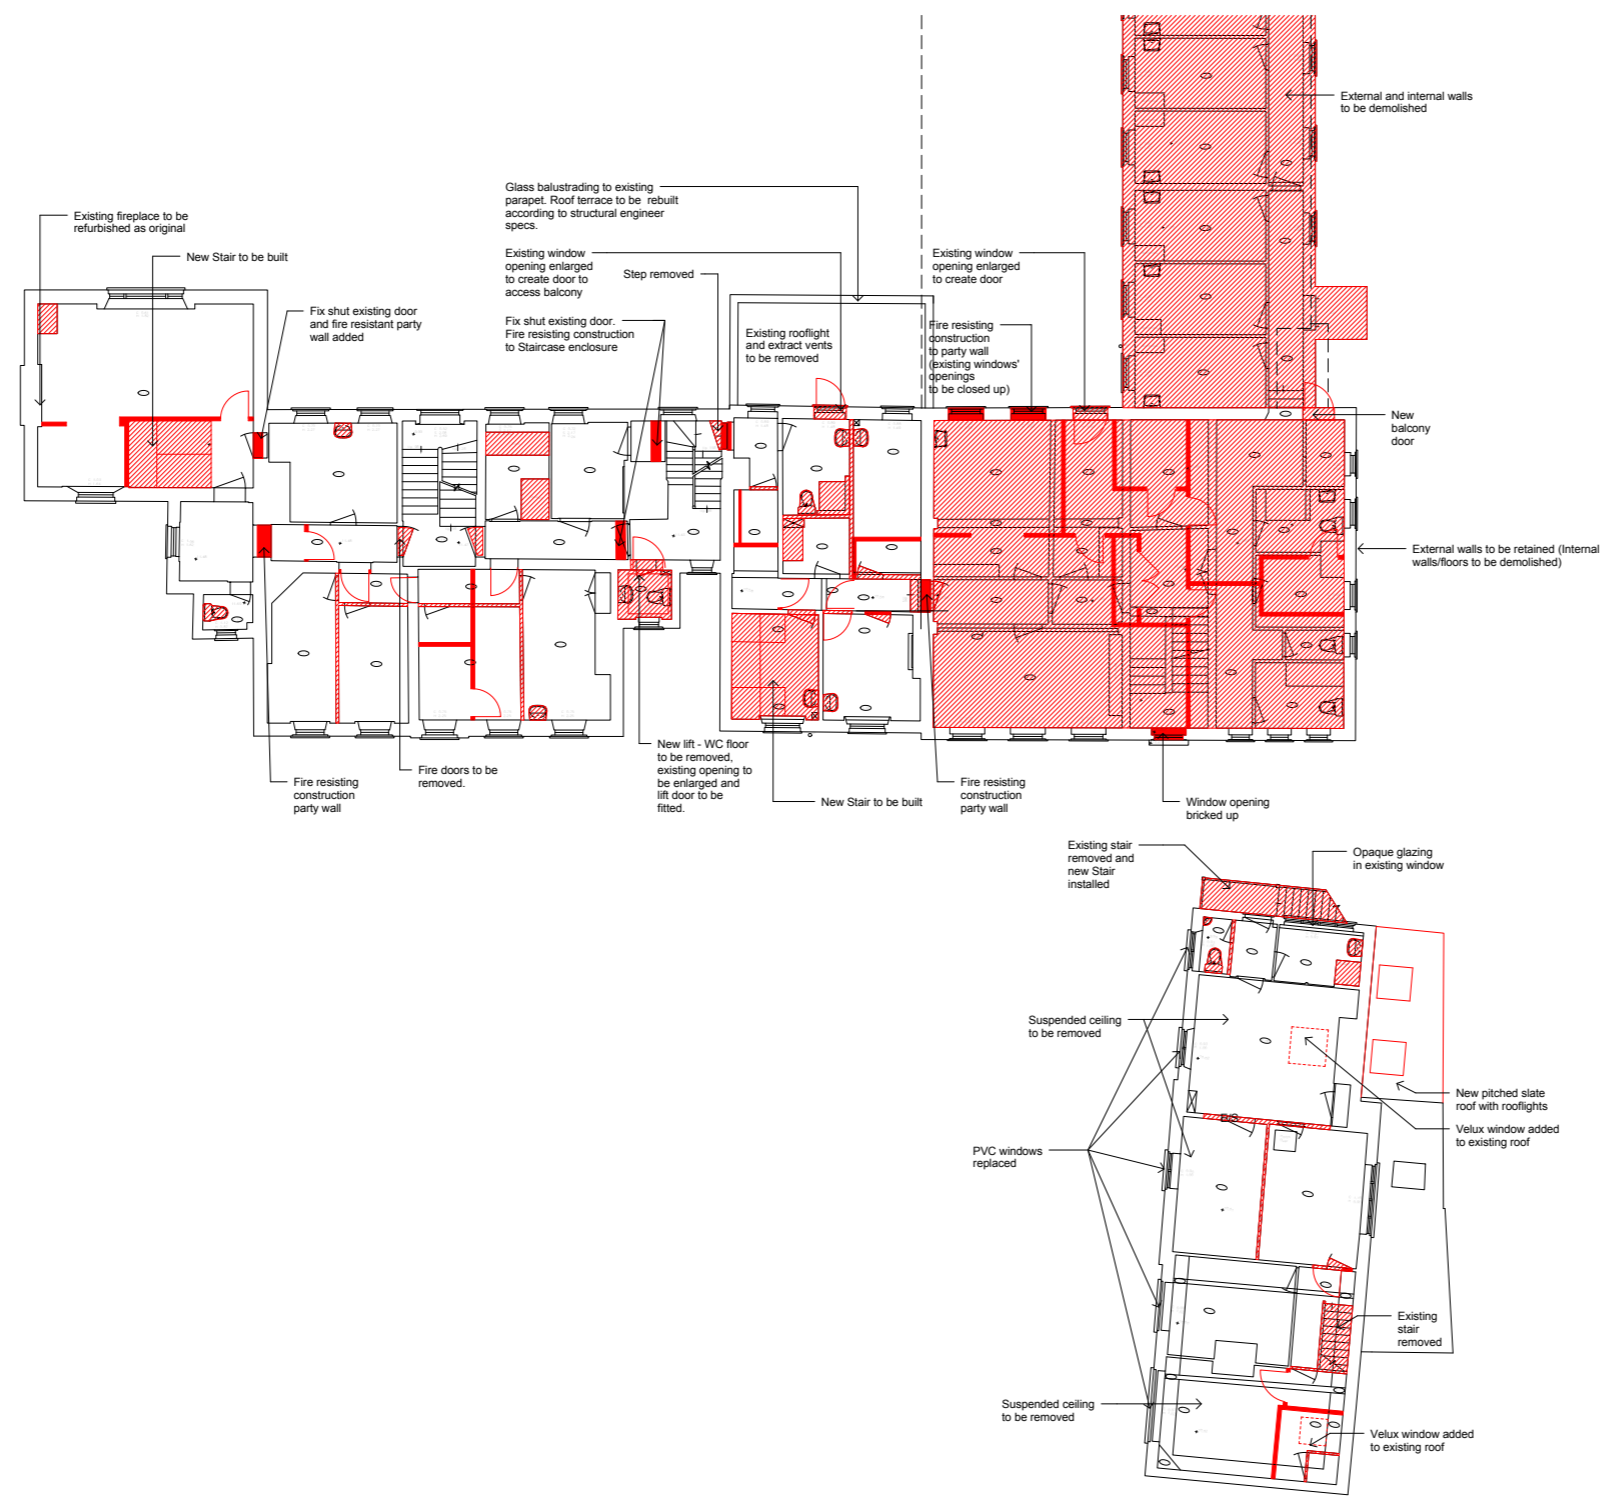 External and internal walls
to be demolished
Glass balustrading to existing
parapet. Roof terrace to be rebuilt
according to structural engineer
specs.
Existing fireplace to be
refurbished as original
New Stair to be built
Existing window
opening enlarged
to create door to
access balcony
Step removed
Existing window
opening enlarged
to create door
Fix shut existing door
and fire resistant party
wall added
Fix shut existing door.
Fire resisting construction
to Staircase enclosure
Existing rooflight
and extract vents
to be removed
Fire resisting
construction
to party wall
(existing windows'
openings
to be closed up)
New
balcony
door
External walls to be retained (Internal
walls/floors to be demolished)
Fire resisting
construction
party wall
Fire doors to be
removed.
New lift - WC floor
to be removed,
existing opening to
be enlarged and
lift door to be
fitted.
New Stair to be built
Fire resisting
construction
party wall
Window opening
bricked up
Existing stair
removed and
new Stair
installed
Opaque glazing
in existing window
Suspended ceiling
to be removed
New pitched slate
roof with rooflights
Velux window added
to existing roof
PVC windows
replaced
Existing
stair
removed
Suspended ceiling
to be removed
Velux window added
to existing roof